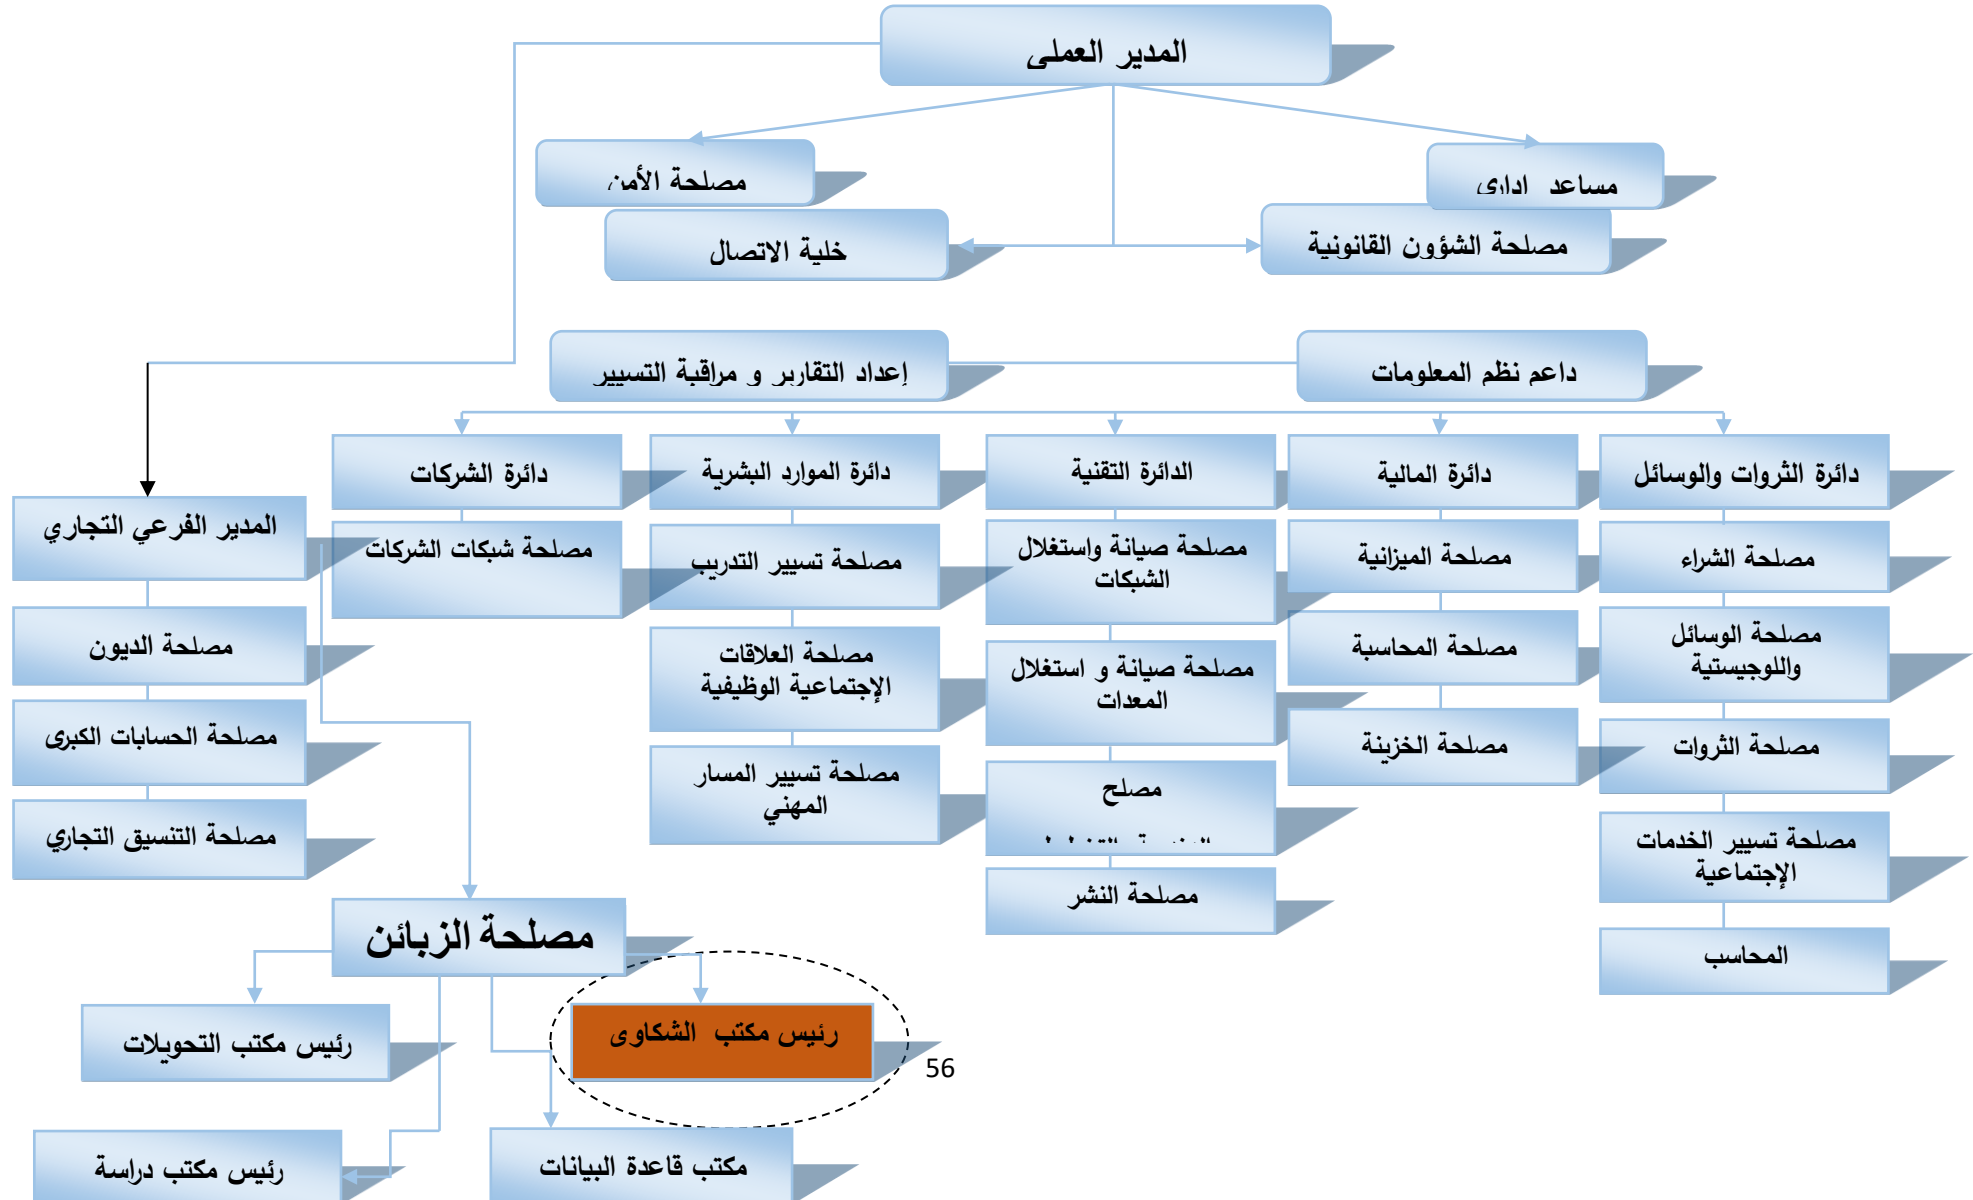 المدير العملي
مساعد اداري
مصلحة الأمن
مصلحة الشؤون القانونية
خلية الاتصال
داعم نظم المعلومات
إعداد التقارير و مراقبة التسيير
دائرة الثروات والوسائل
دائرة المالية
الدائرة التقنية
دائرة الموارد البشرية
دائرة الشركات
المدير الفرعي التجاري
مصلحة الشراء
مصلحة الوسائل
واللوجيستية
مصلحة الثروات
مصلحة تسيير الخدمات
الإجتماعية
المحاسب
مصلحة الميزانية
مصلحة المحاسبة
مصلحة الخزينة
مصلحة صيانة واستغلال
الشبكات
مصلحة صيانة و استغلال
المعدات
مصلح
مصلحة النشر
مصلحة تسيير التدريب
مصلحة العلاقات
الإجتماعية الوظيفية
مصلحة تسيير المسار
المهني
مصلحة شبكات الشركات
مصلحة الديون
مصلحة الحسابات الكبرى
مصلحة التنسيق التجاري
مصلحة الزبائن
رئيس مكتب الشكاوى
رئيس مكتب التحويلات
56
مكتب قاعدة البيانات
رئيس مكتب دراسة